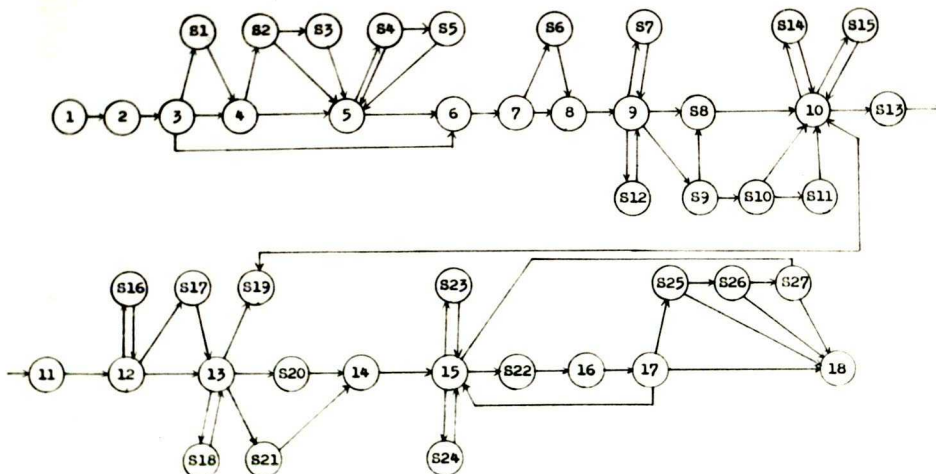 S1 S2 S3 S4 S5 S6 S7 S14 S15
1 2 3 4 5 6 7 8 9 S8 10 S13
S12 S9 S10 S11
S16 S17 S19 S23 S25 S26 S27
11 12 13 S20 14 15 S22 16 17 18
S18 S21 S24